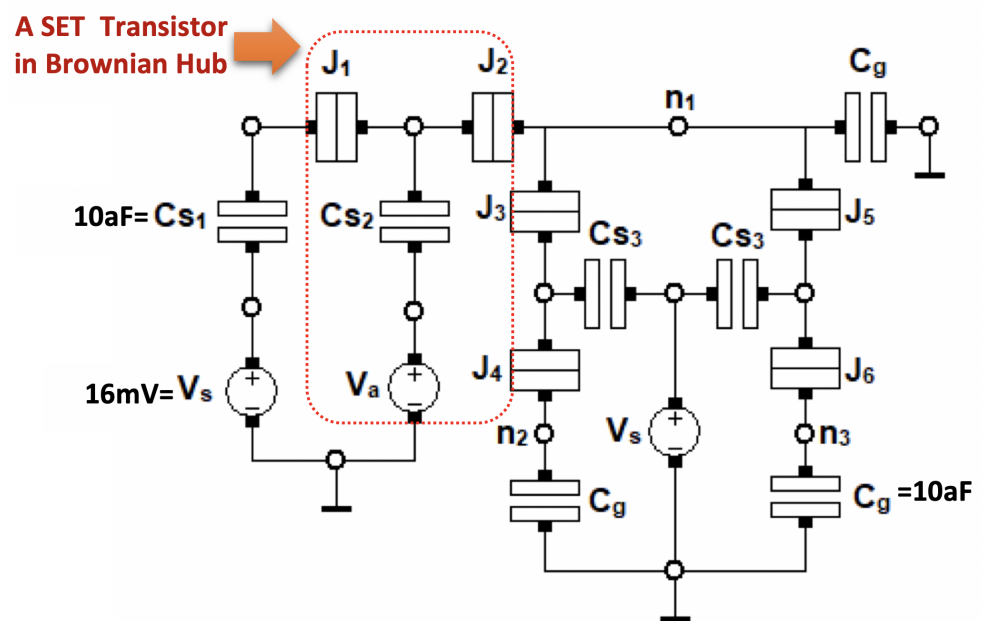 A SET Transistor
in Brownian Hub
J1
J2
n1
Cg
10aF= Cs1
Cs2
J3
Cs3
Cs3
J5
16mV= Vs
+
−
Va
+
−
J4
n2
Vs
+
−
J6
n3
Cg
Cg =10aF